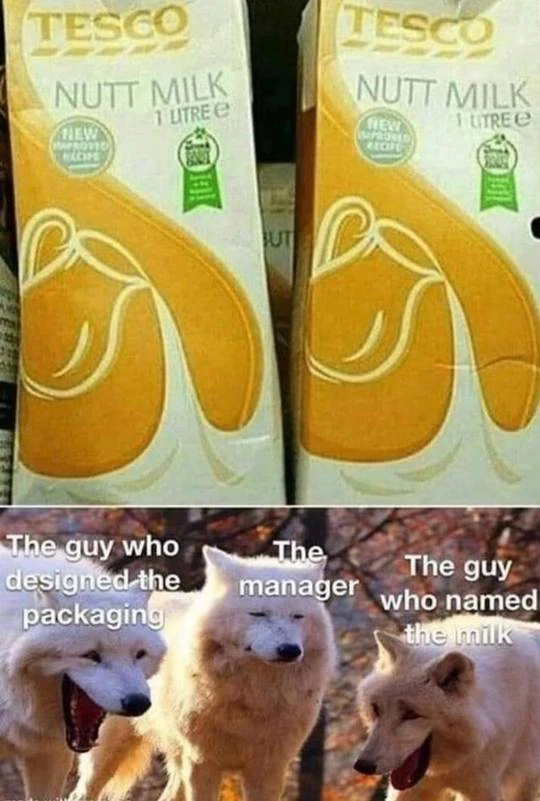 TESCO
NUTT MILK
1 LITRE e
NEW
IMPROVED
RECIPE
TESCO
NUTT MILK
1 LITRE e
NEW
IMPROVED
RECIPE
The guy who
designed the
packaging
The
manager
The guy
who named
the milk